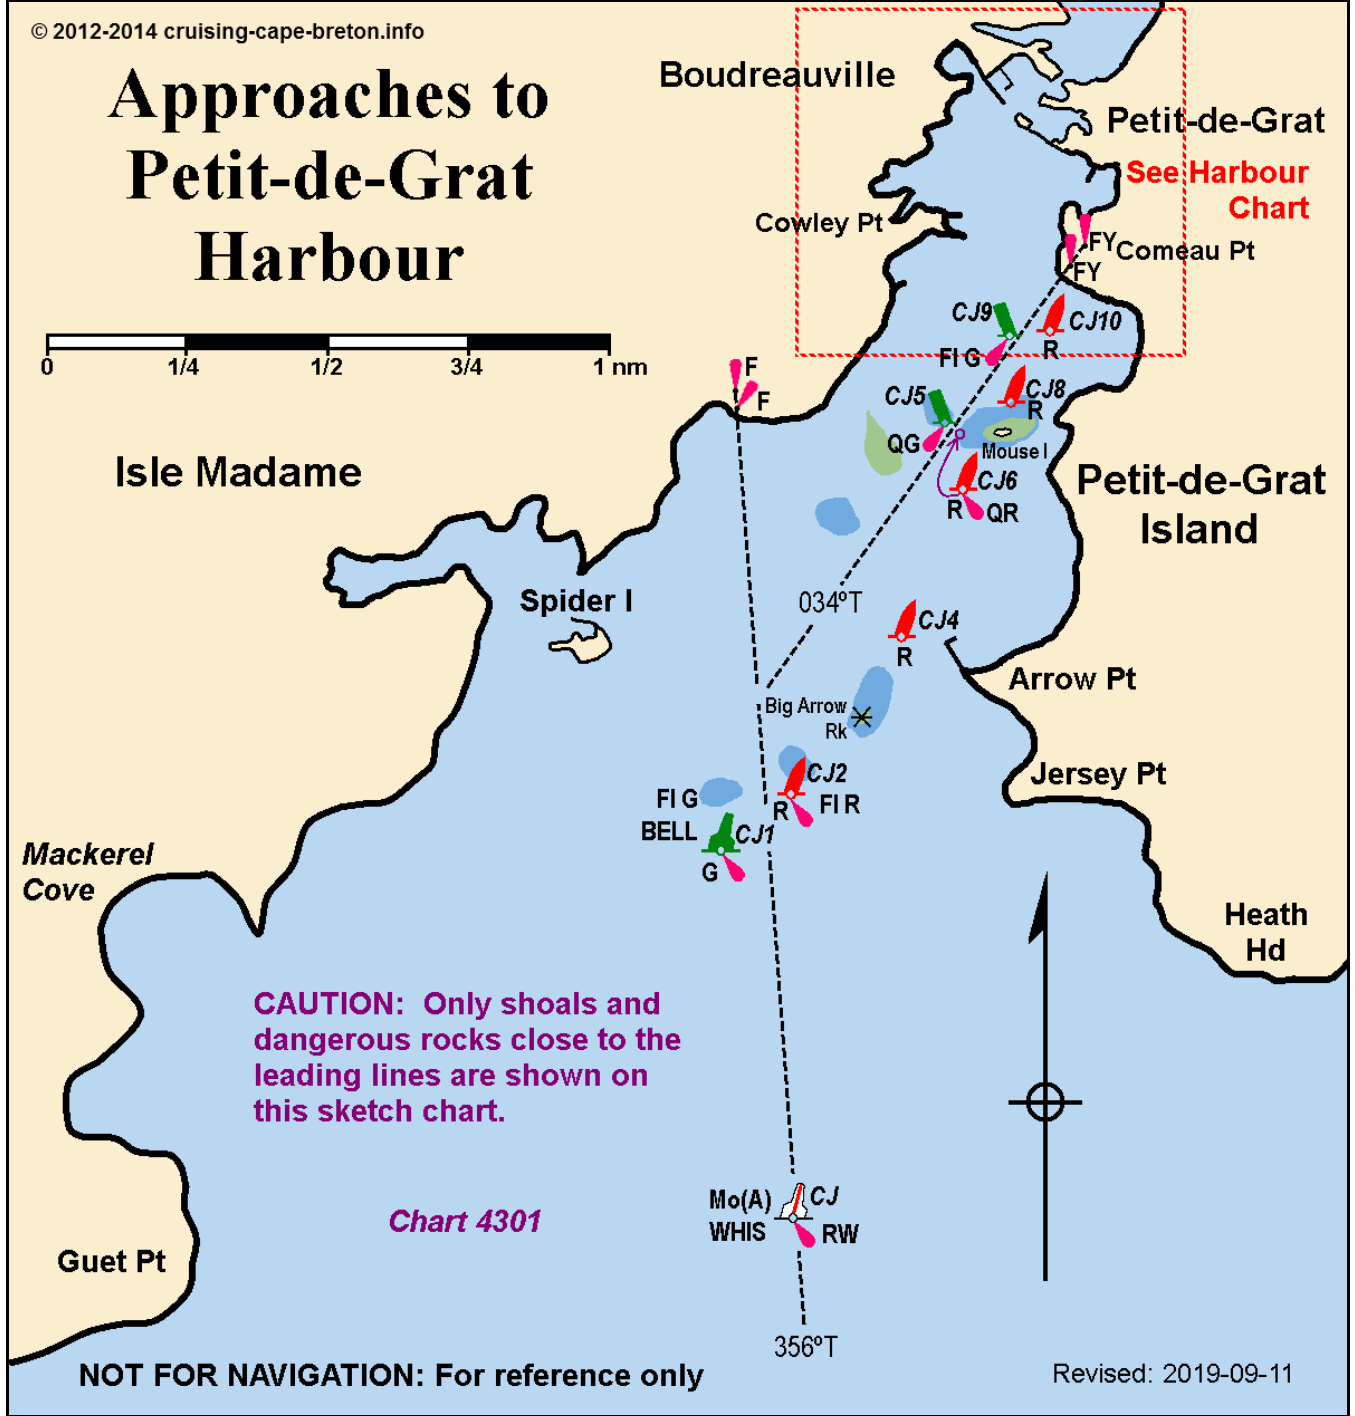 © 2012-2014 cruising-cape-breton.info
Approaches to
Petit-de-Grat
Harbour
0 1/4 1/2 3/4 1 nm
Boudreauville
Petit-de-Grat
See Harbour
Chart
Cowley Pt
FY
Comeau Pt
FY
CJ9
CJ10
Fl G
R
F
F
CJ5
CJ8
R
QG
Mouse I
CJ6
R
QR
Isle Madame
Petit-de-Grat
Island
Spider I
034ºT
CJ4
R
Arrow Pt
Big Arrow
Rk
Jersey Pt
CJ2
Fl G
R
Fl R
BELL
CJ1
G
Mackerel
Cove
Heath
Hd
CAUTION: Only shoals and
dangerous rocks close to the
leading lines are shown on
this sketch chart.
Chart 4301
Mo(A)
CJ
WHIS
RW
Guet Pt
356ºT
NOT FOR NAVIGATION: For reference only
Revised: 2019-09-11